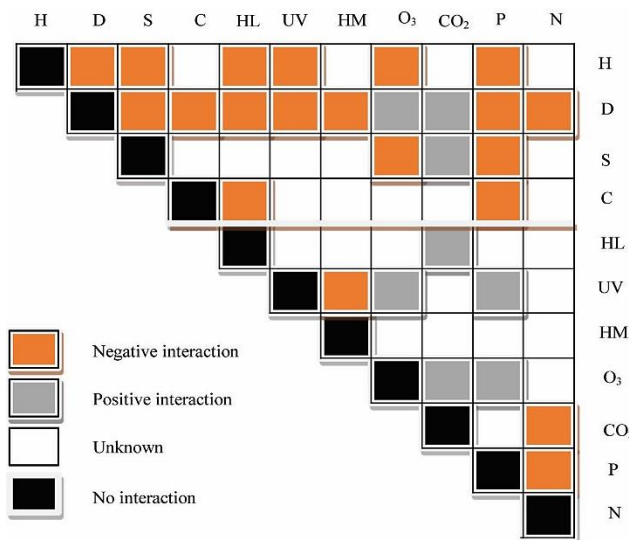 H D S C HL UV HM O₃ CO₂ P N
H
D
S
C
HL
UV
HM
O₃
CO
P
N
Negative interaction
Positive interaction
Unknown
No interaction